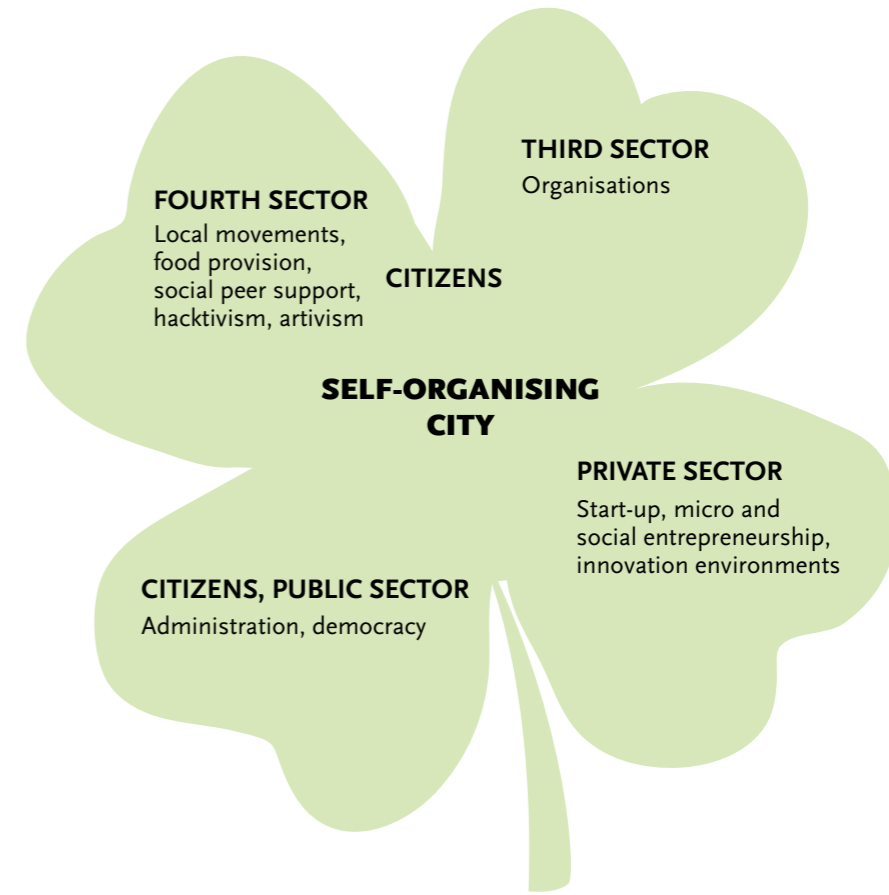 THIRD SECTOR
Organisations
FOURTH SECTOR
Local movements,
food provision,
social peer support,
hacktivism, artivism
CITIZENS
SELF-ORGANISING
CITY
PRIVATE SECTOR
Start-up, micro and
social entrepreneurship,
innovation environments
CITIZENS, PUBLIC SECTOR
Administration, democracy